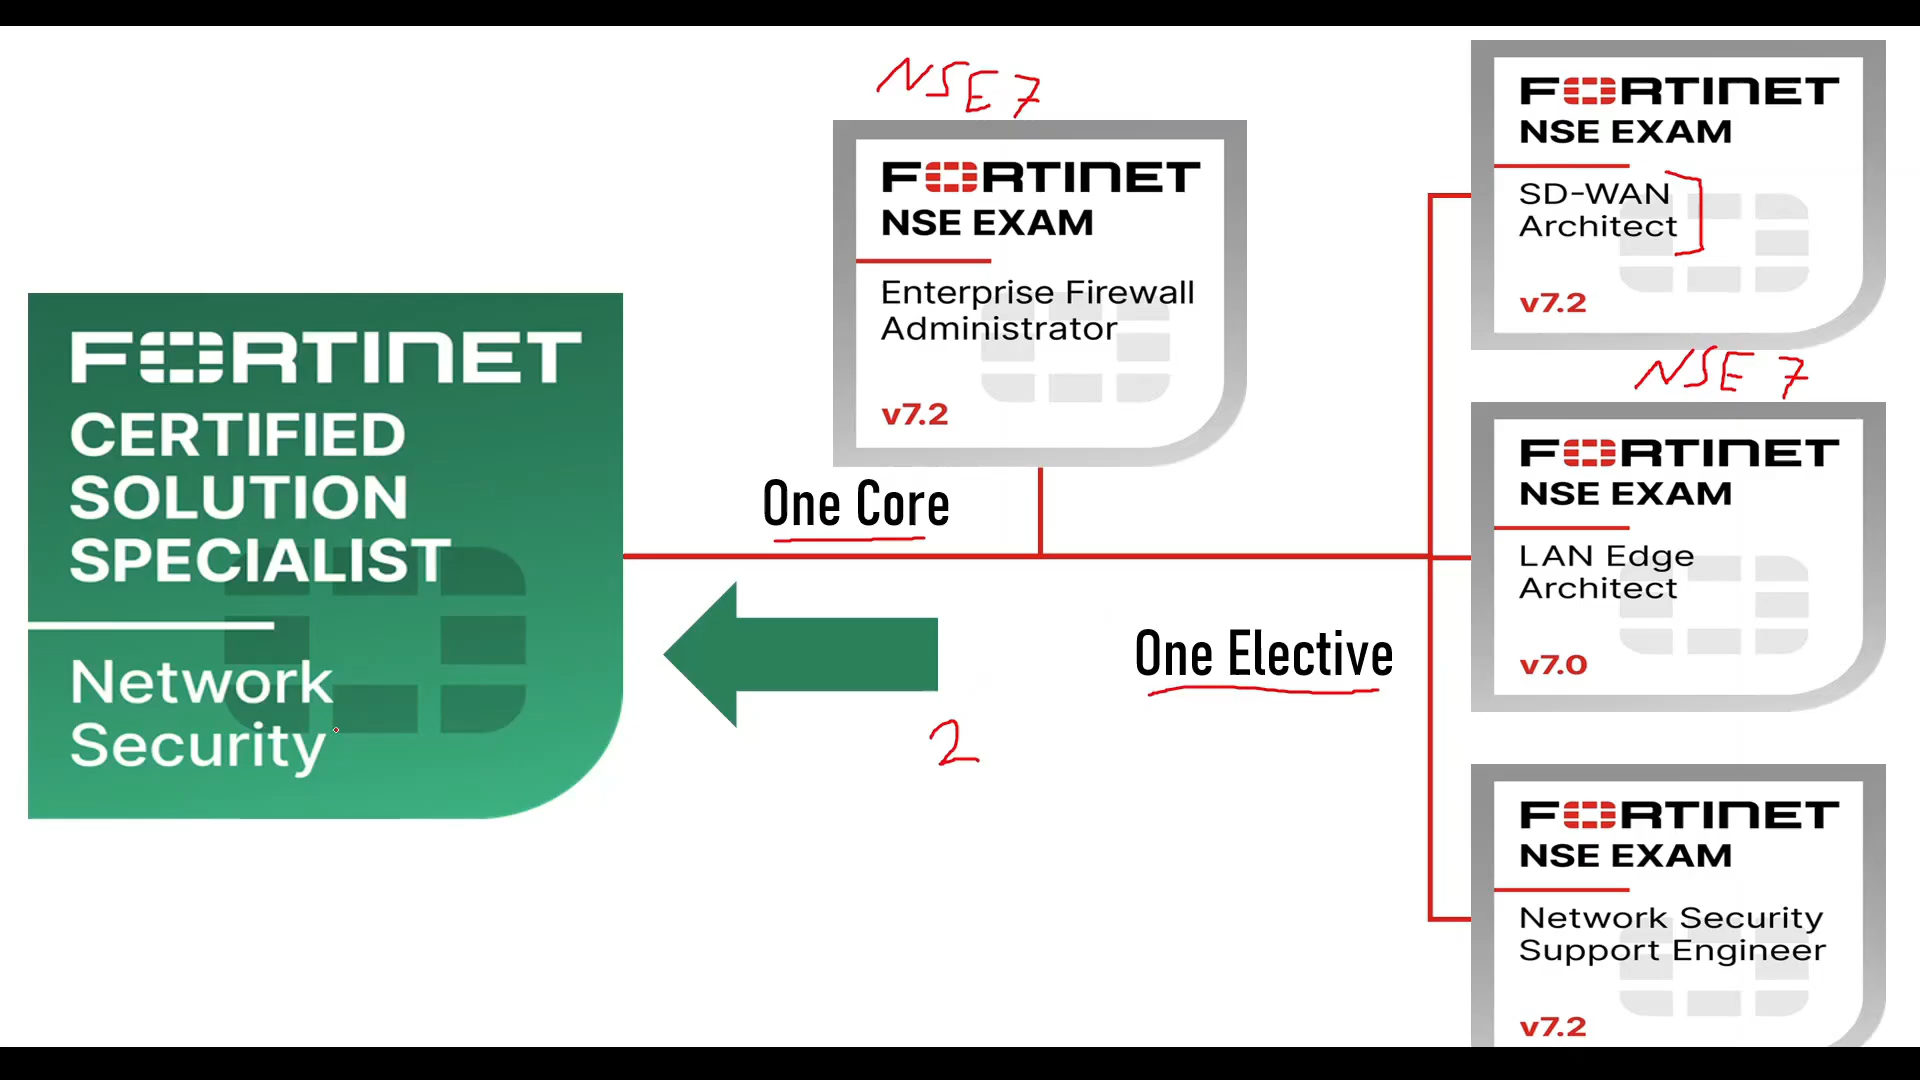 FORTINET
CERTIFIED
SOLUTION
SPECIALIST
Network
Security
NSE 7
FORTINET
NSE EXAM
Enterprise Firewall
Administrator
v7.2
One Core
One Elective
2
FORTINET
NSE EXAM
SD-WAN
Architect
v7.2
NSE 7
FORTINET
NSE EXAM
LAN Edge
Architect
v7.0
FORTINET
NSE EXAM
Network Security
Support Engineer
v7.2